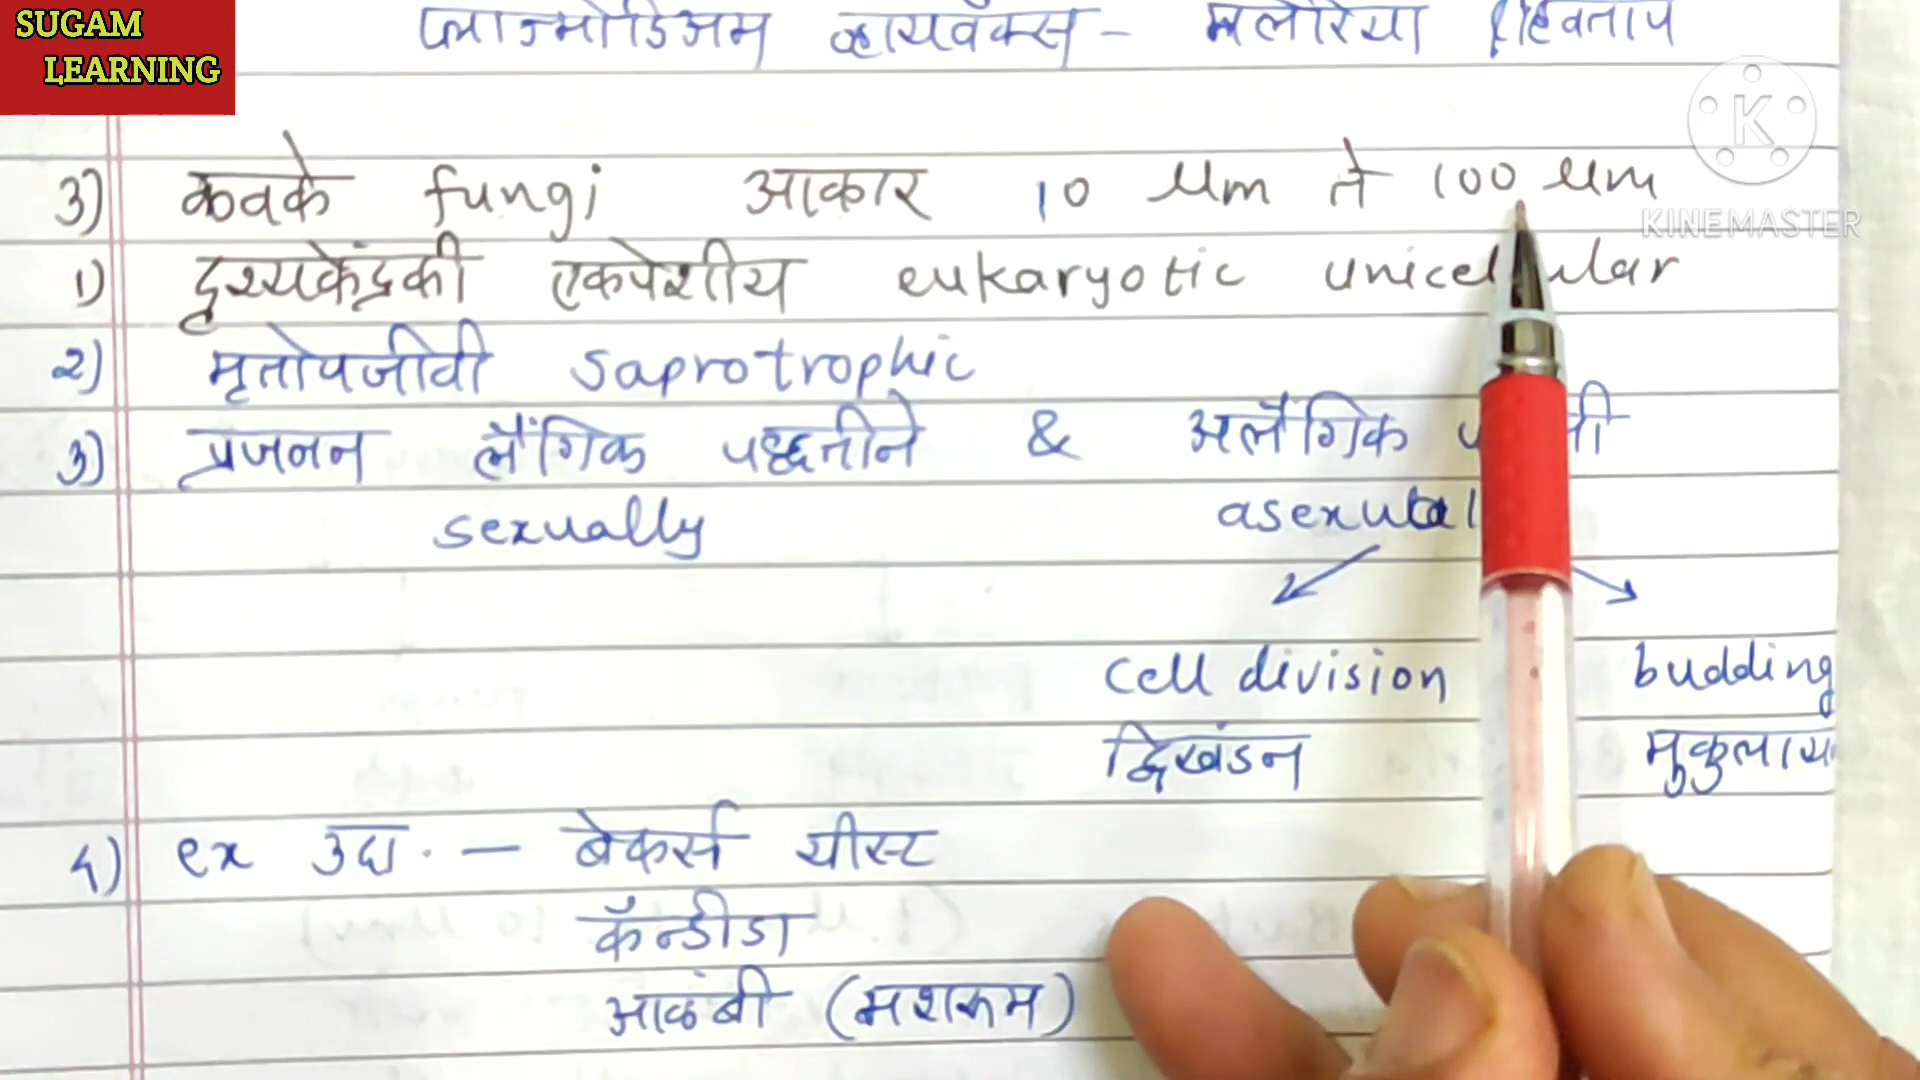 SUGAM
LEARNING
प्लाज्मोडिअम व्हायवॅक्स - मलेरिया हिवताप
KINEMASTER
3) कवके fungi आकार 10 µm ते 100 µm
1) दृश्यकेंद्रकी एकपेशीय eukaryotic unicellular
2) मृतोपजीवी saprotrophic
3) प्रजनन लैंगिक पद्धतीने & अलैंगिक
sexually asexual
cell division budding
द्विखंडन मुकुलाय
4) ex उदा. - बेकर्स यीस्ट
कॅन्डीडा
आळंबी (मशरूम)